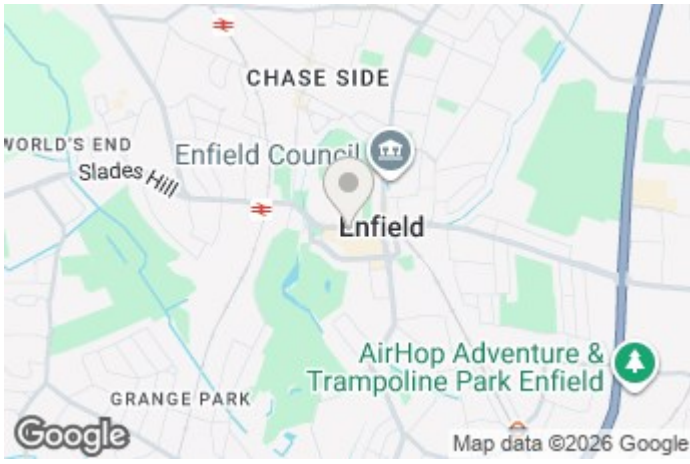 CHASE SIDE
WORLD'S END
Slades Hill
Enfield Council
Enfield
AirHop Adventure &
Trampoline Park Enfield
GRANGE PARK
Google
Map data ©2026 Google